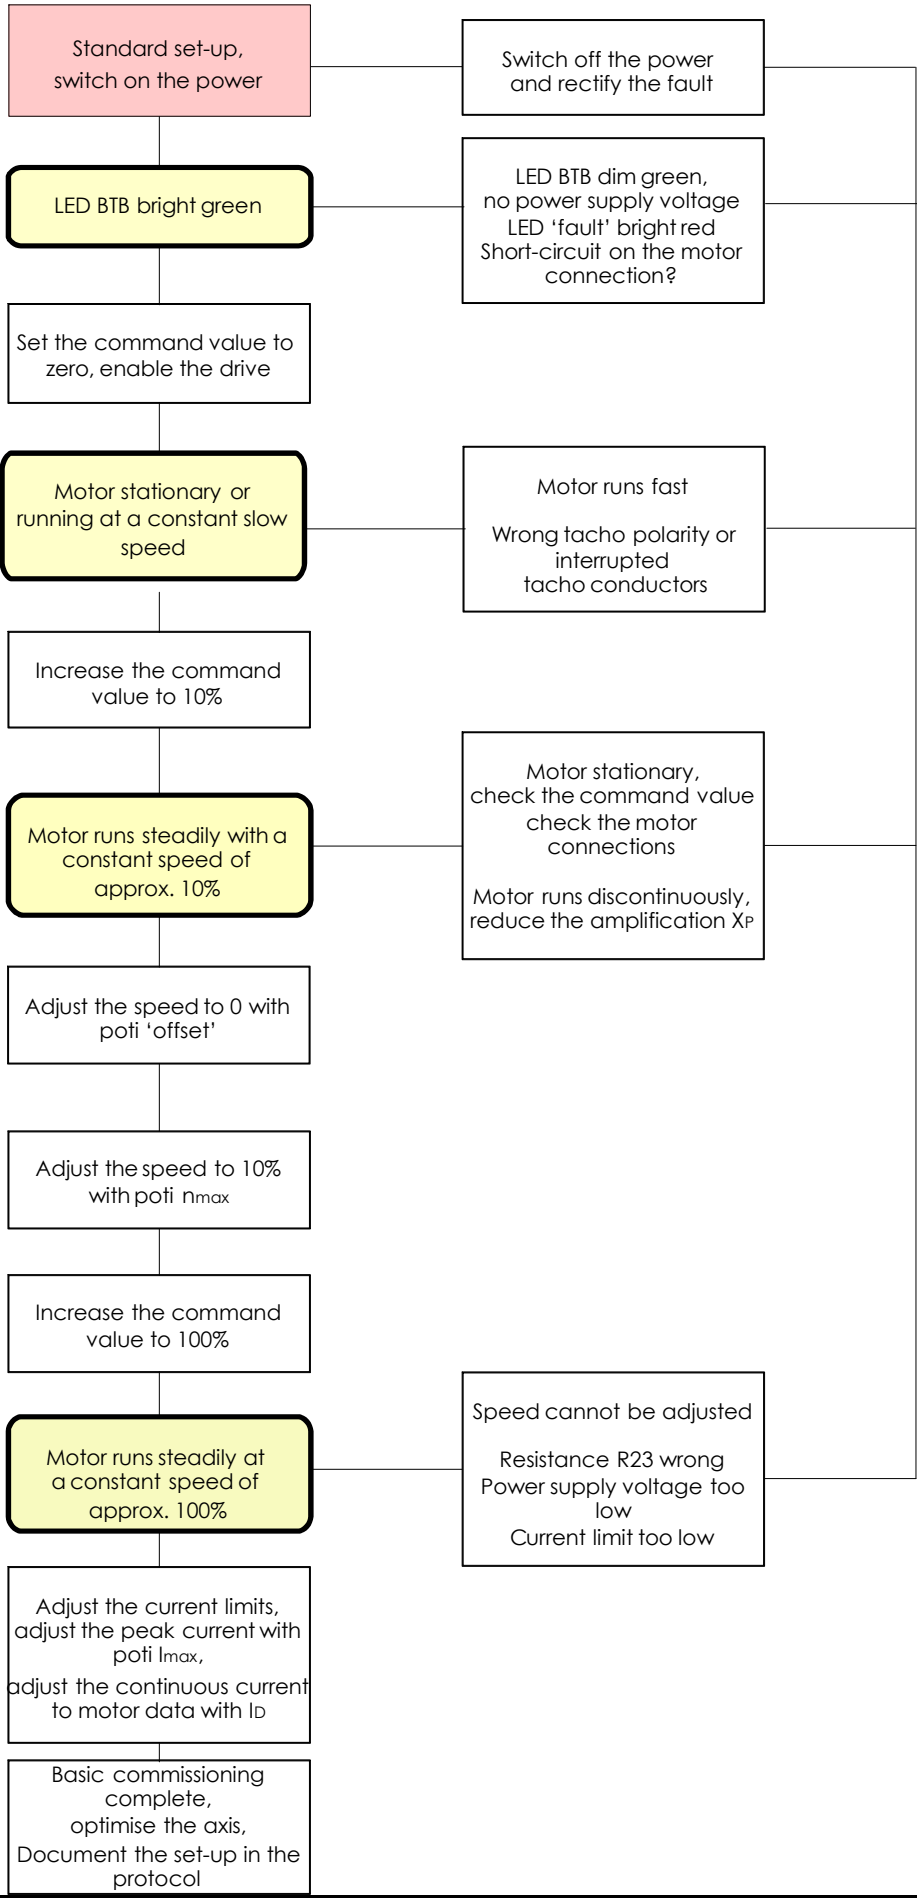 Standard set-up,
switch on the power
Switch off the power
and rectify the fault
LED BTB bright green
LED BTB dim green,
no power supply voltage
LED ‘fault’ bright red
Short-circuit on the motor
connection?
Set the command value to
zero, enable the drive
Motor stationary or
running at a constant slow
speed
Motor runs fast
Wrong tacho polarity or
interrupted
tacho conductors
Increase the command
value to 10%
Motor runs steadily with a
constant speed of
approx. 10%
Motor stationary,
check the command value
check the motor
connections
Motor runs discontinuously,
reduce the amplification XP
Adjust the speed to 0 with
poti ‘offset’
Adjust the speed to 10%
with poti nmax
Increase the command
value to 100%
Motor runs steadily at
a constant speed of
approx. 100%
Speed cannot be adjusted
Resistance R23 wrong
Power supply voltage too
low
Current limit too low
Adjust the current limits,
adjust the peak current with
poti Imax,
adjust the continuous current
to motor data with ID
Basic commissioning
complete,
optimise the axis,
Document the set-up in the
protocol